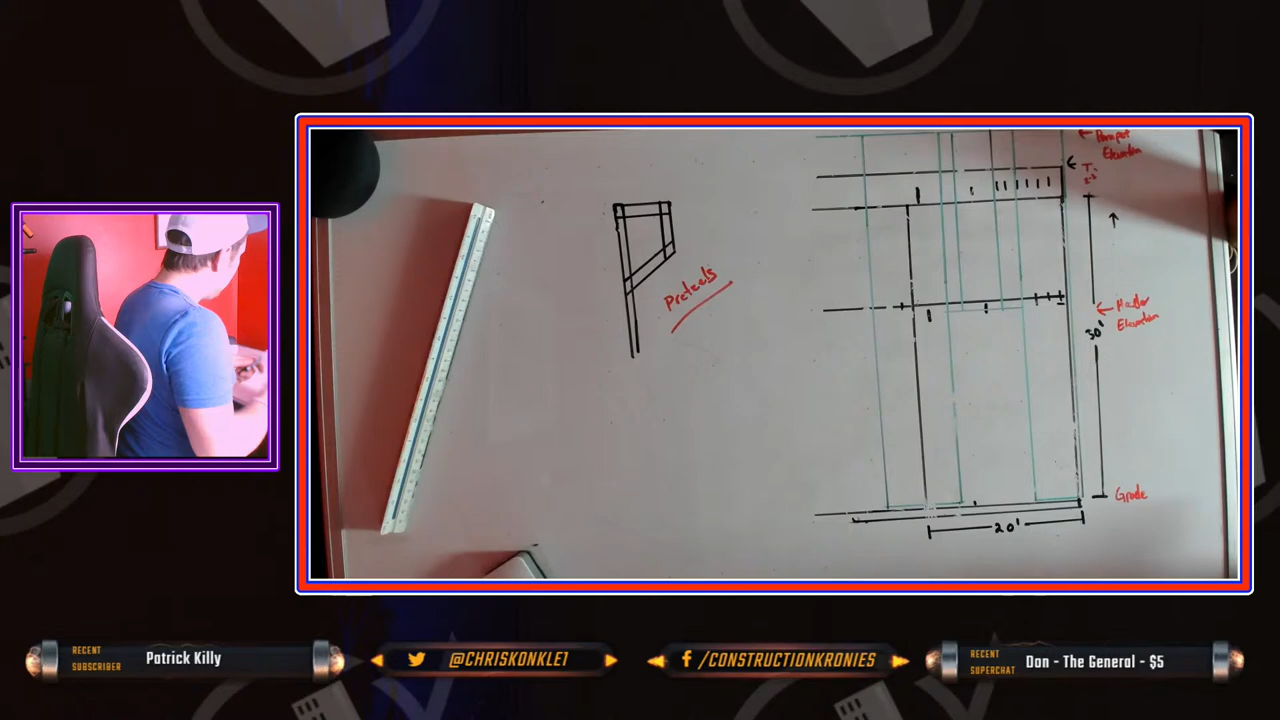 Parapet
Elevation
Pretzels
Header
Elevation
30'
Grade
20'
RECENT
SUBSCRIBER
Patrick Killy
@CHRISKONKLE1
/CONSTRUCTIONKRONIES
RECENT
SUPERCHAT
Don - The General - $5